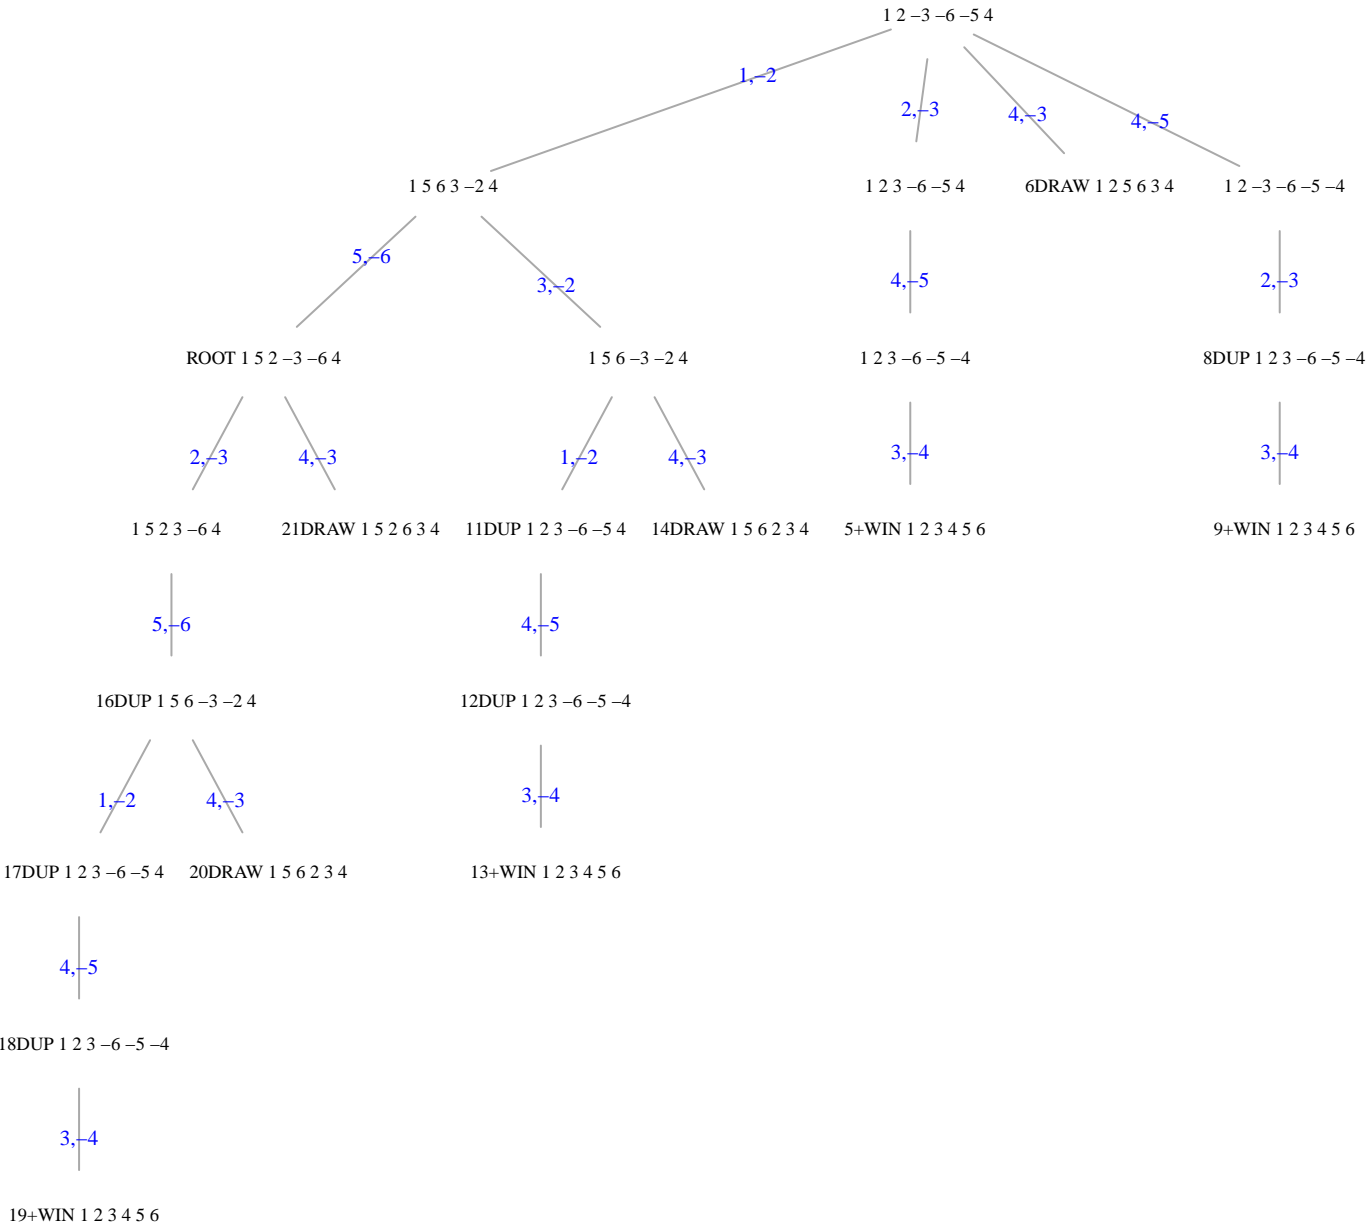 1 2 –3 –6 –5 4
1,–2
2,–3
4,–3
4,–5
1 5 6 3 –2 4
1 2 3 –6 –5 4
6DRAW 1 2 5 6 3 4
1 2 –3 –6 –5 –4
5,–6
3,–2
4,–5
2,–3
ROOT 1 5 2 –3 –6 4
1 5 6 –3 –2 4
1 2 3 –6 –5 –4
8DUP 1 2 3 –6 –5 –4
2,–3
4,–3
1,–2
4,–3
3,–4
3,–4
1 5 2 3 –6 4
21DRAW 1 5 2 6 3 4
11DUP 1 2 3 –6 –5 4
14DRAW 1 5 6 2 3 4
5+WIN 1 2 3 4 5 6
9+WIN 1 2 3 4 5 6
5,–6
4,–5
16DUP 1 5 6 –3 –2 4
12DUP 1 2 3 –6 –5 –4
1,–2
4,–3
3,–4
17DUP 1 2 3 –6 –5 4
20DRAW 1 5 6 2 3 4
13+WIN 1 2 3 4 5 6
4,–5
18DUP 1 2 3 –6 –5 –4
3,–4
19+WIN 1 2 3 4 5 6